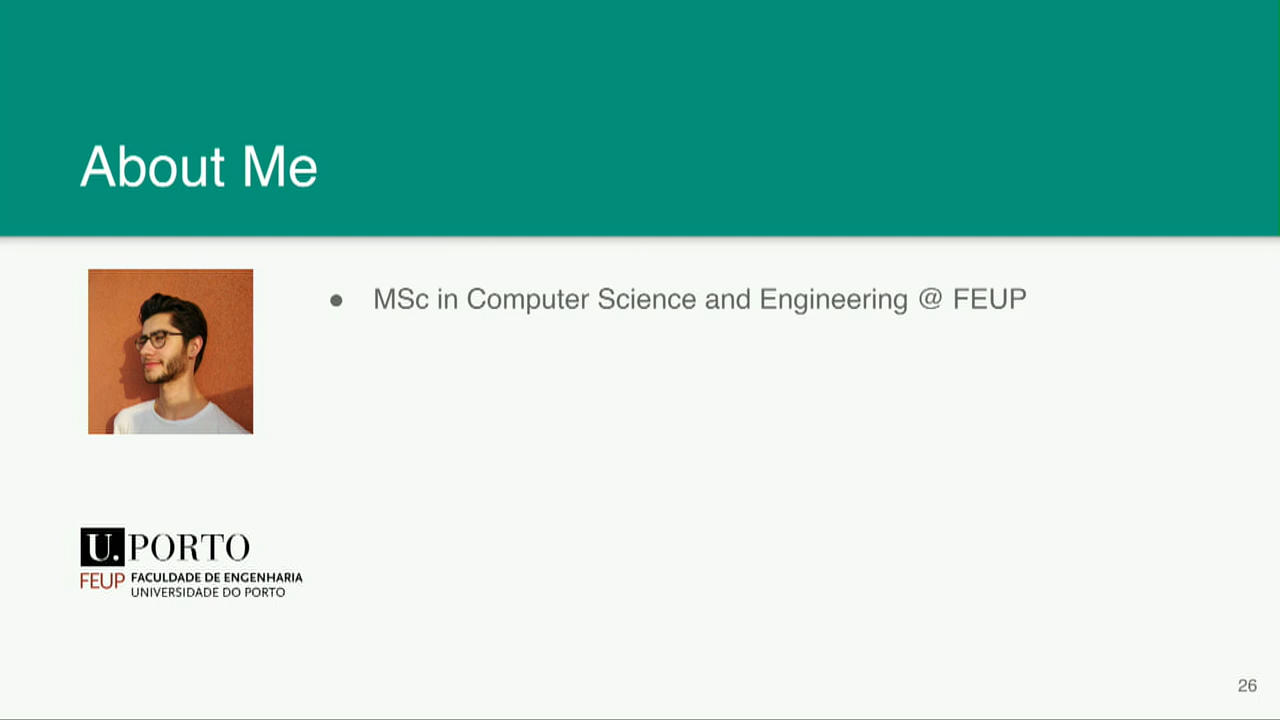 About Me
● MSc in Computer Science and Engineering @ FEUP
U.PORTO
FEUP FACULDADE DE ENGENHARIA
UNIVERSIDADE DO PORTO
26